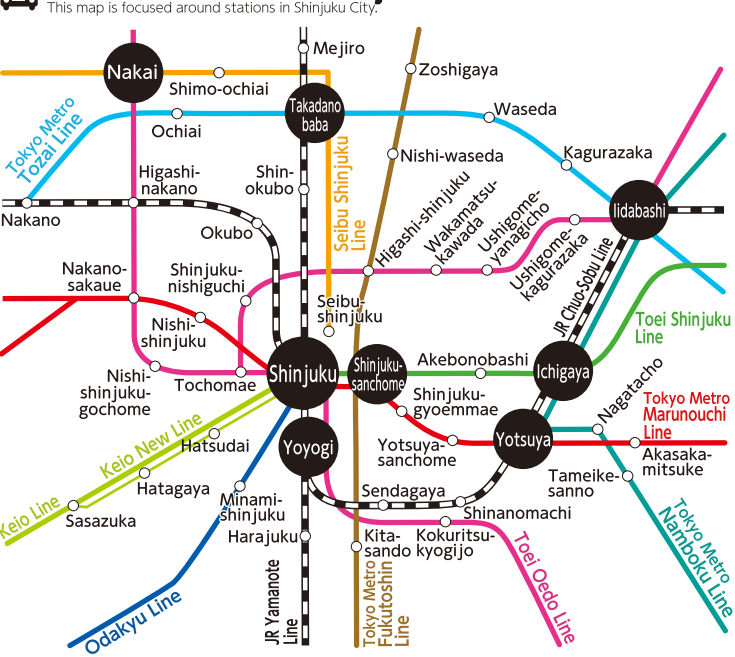 This map is focused around stations in Shinjuku City.
Mejiro
Nakai
Zoshigaya
Shimo-ochiai
Takadano
baba
Waseda
Tokyo Metro
Tozai Line
Ochiai
Kagurazaka
Nishi-waseda
Higashi-
nakano
Shin-
okubo
Seibu Shinjuku
Line
Higashi-shinjuku
Wakamatsu-
kawada
Ushigome-
yanagicho
Iidabashi
Nakano
Okubo
Ushigome-
kagurazaka
JR Chuo-Sobu Line
Nakano-
sakaue
Shinjuku-
nishiguchi
Seibu-
shinjuku
Toei Shinjuku
Line
Nishi-
shinjuku
Akebonobashi
Shinjuku
Shinjuku-
sanchome
Ichigaya
Nishi-
shinjuku-
gochome
Tochomae
Shinjuku-
gyoemmae
Nagatacho
Tokyo Metro
Marunouchi
Line
Keio New Line
Hatsudai
Yoyogi
Yotsuya-
sanchome
Yotsuya
Akasaka-
mitsuke
Tameike-
sanno
Hatagaya
Minami-
shinjuku
Sendagaya
Shinanomachi
Keio Line
Sasazuka
Harajuku
Kita-
sando
Kokuritsu-
kyogijo
Tokyo Metro
Namboku Line
Odakyu Line
JR Yamanote
Line
Tokyo Metro
Fukutoshin
Line
Toei Oedo Line